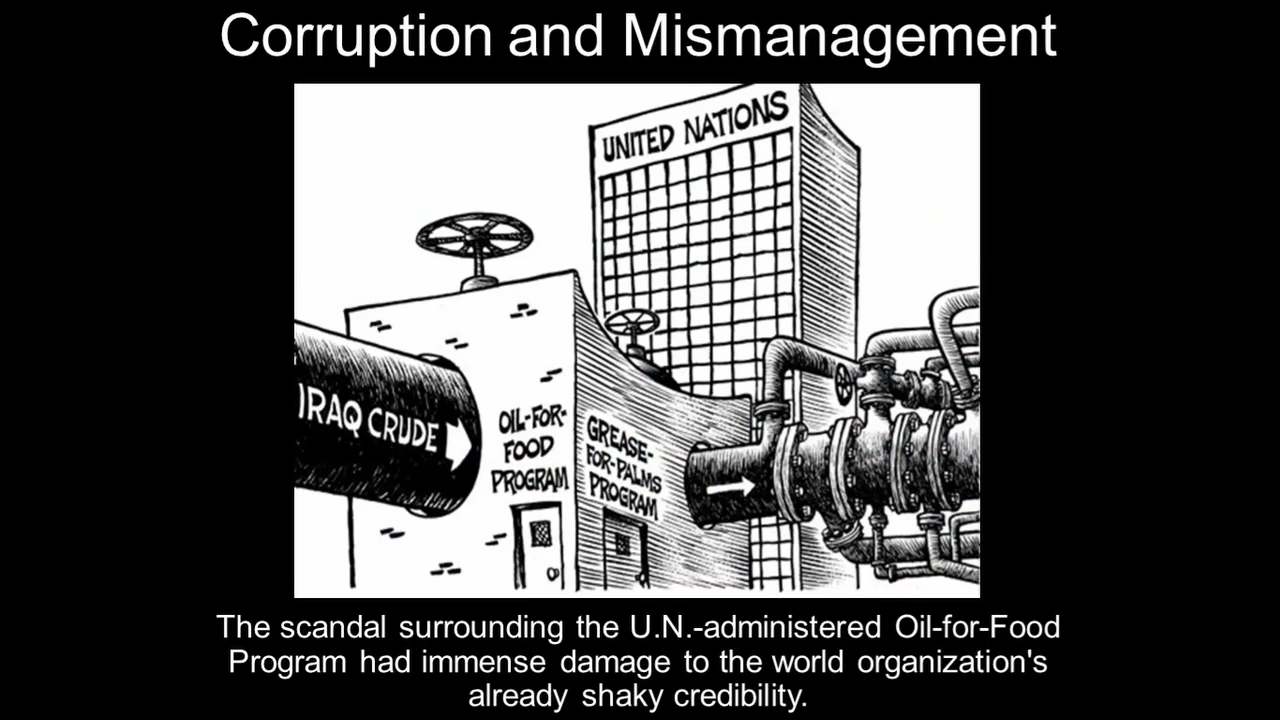 Corruption and Mismanagement
UNITED NATIONS
IRAQ CRUDE
OIL-FOR-
FOOD
PROGRAM
GREASE-
FOR-PALMS
PROGRAM
The scandal surrounding the U.N.-administered Oil-for-Food
Program had immense damage to the world organization's
already shaky credibility.